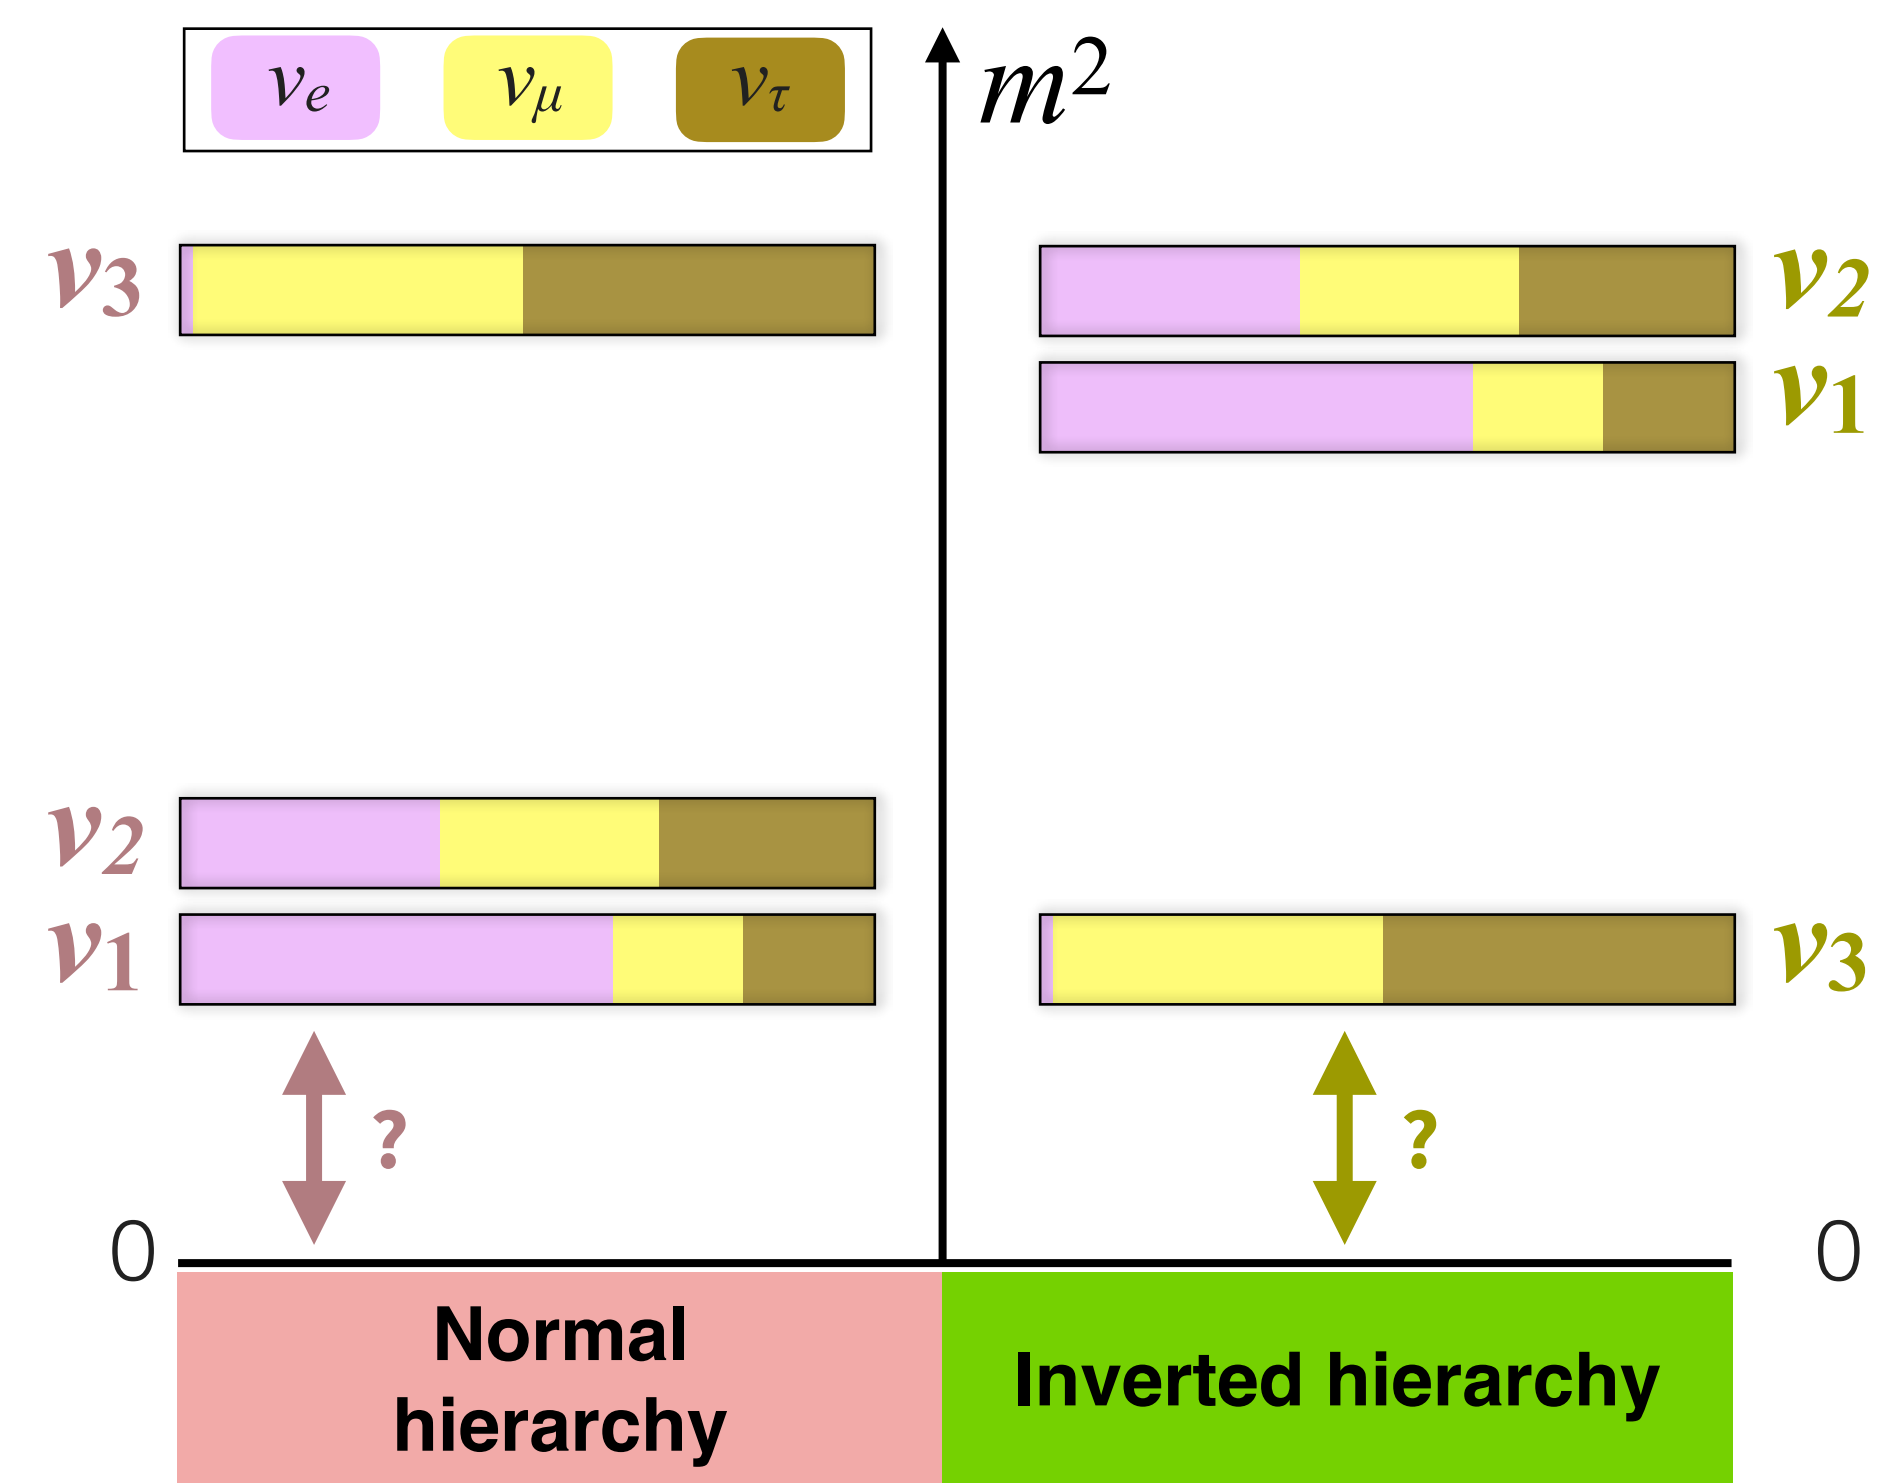 νe νμ ντ
m²
ν3
ν2
ν2
ν1
ν1
ν3
?
?
0
0
Normal
hierarchy
Inverted hierarchy